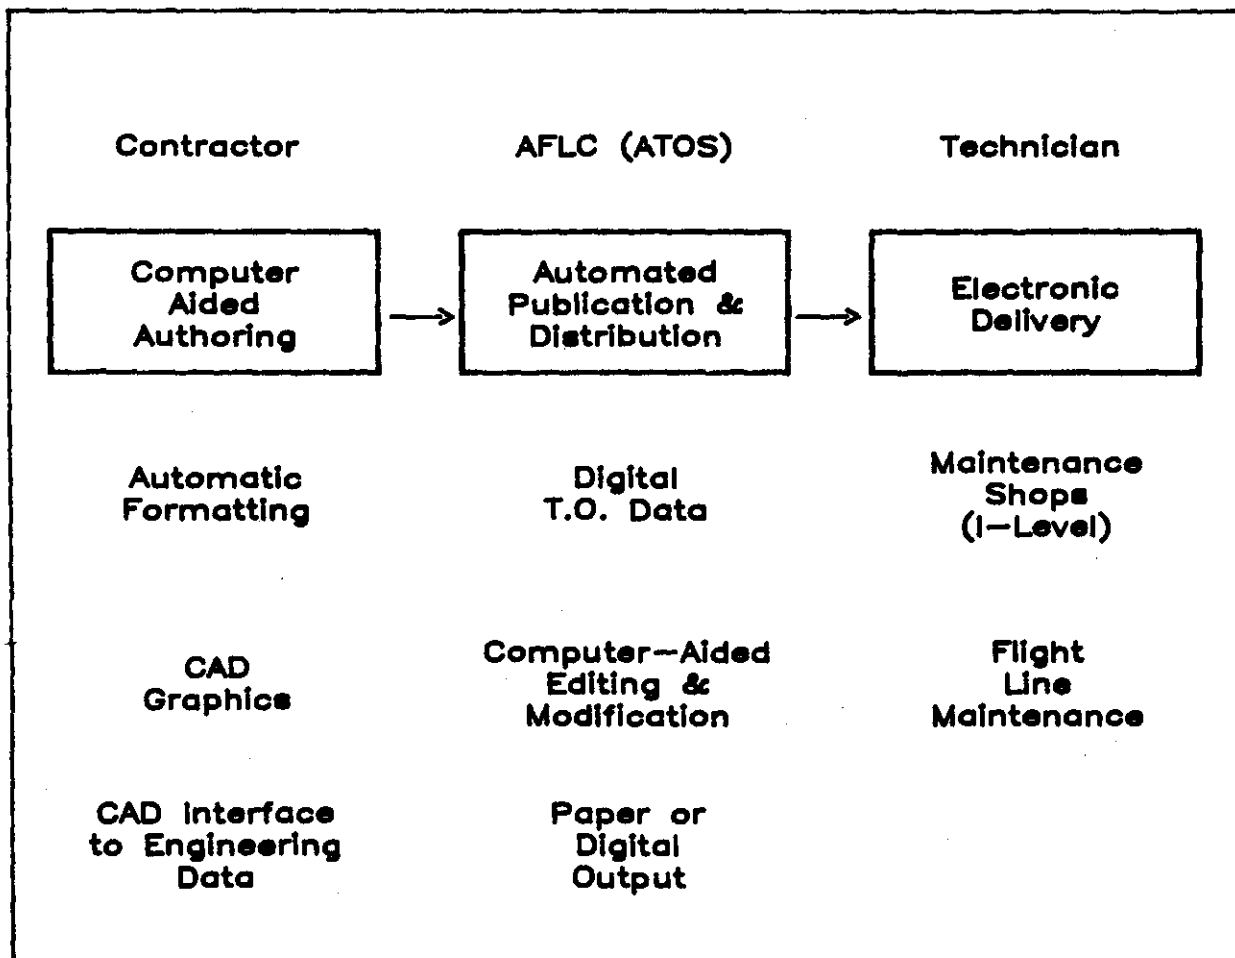 Contractor
AFLC (ATOS)
Technician
Computer
Aided
Authoring
Automated
Publication &
Distribution
Electronic
Delivery
Automatic
Formatting
Digital
T.O. Data
Maintenance
Shops
(I-Level)
CAD
Graphics
Computer-Aided
Editing &
Modification
Flight
Line
Maintenance
CAD Interface
to Engineering
Data
Paper or
Digital
Output